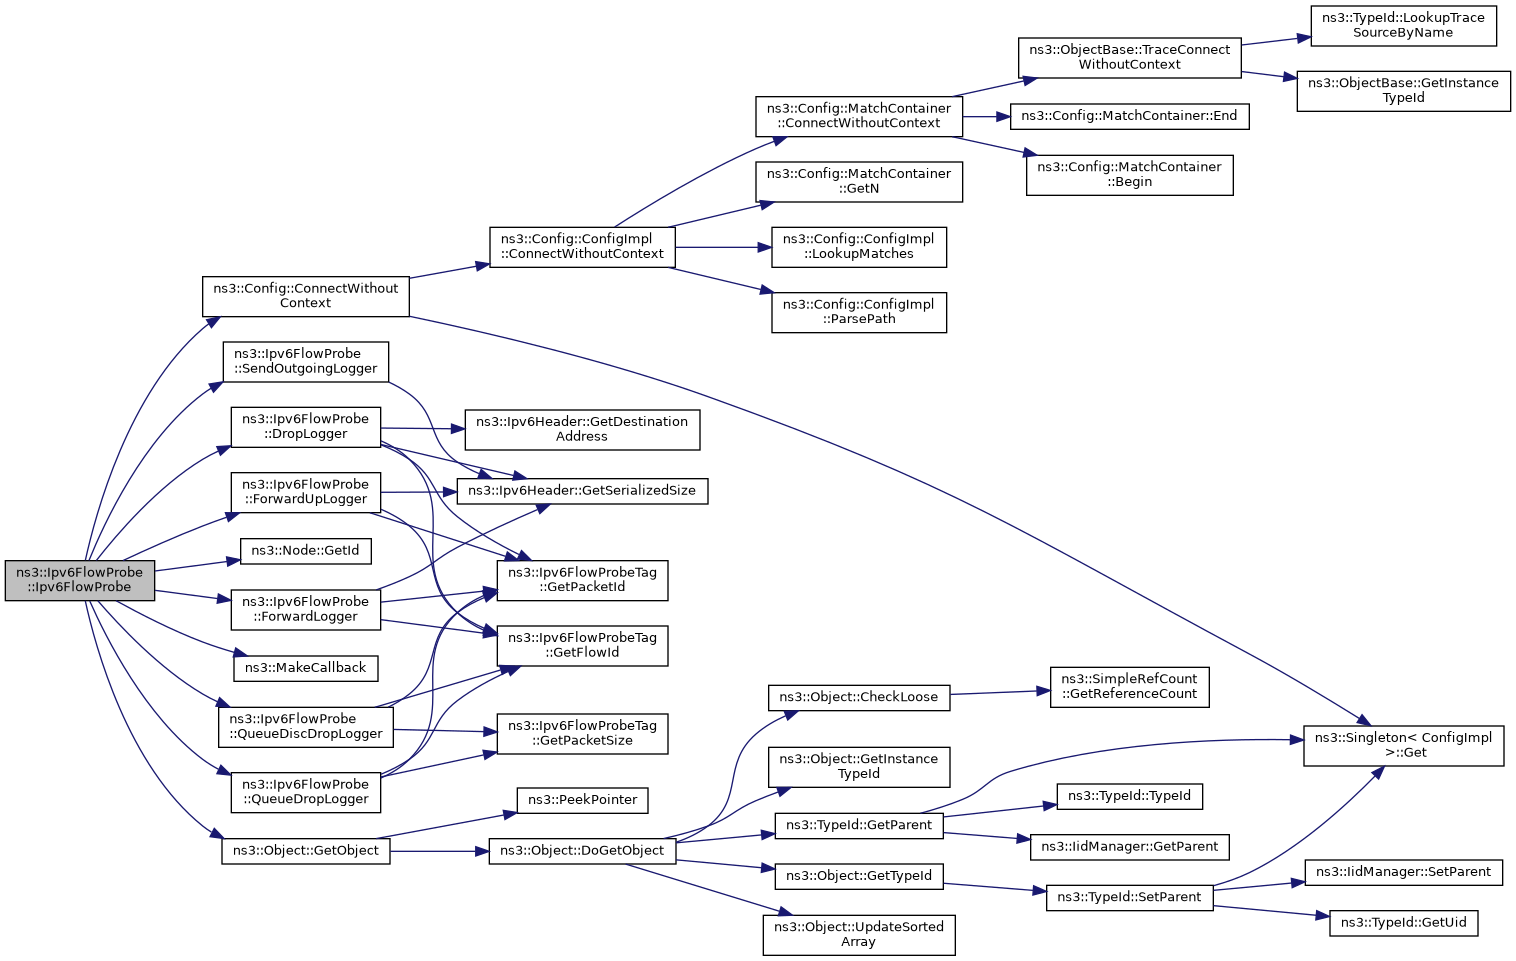 ns3::Ipv6FlowProbe
::Ipv6FlowProbe
ns3::Config::ConnectWithout
Context
ns3::Ipv6FlowProbe
::SendOutgoingLogger
ns3::Ipv6FlowProbe
::DropLogger
ns3::Ipv6FlowProbe
::ForwardUpLogger
ns3::Node::GetId
ns3::Ipv6FlowProbe
::ForwardLogger
ns3::MakeCallback
ns3::Ipv6FlowProbe
::QueueDiscDropLogger
ns3::Ipv6FlowProbe
::QueueDropLogger
ns3::Object::GetObject
ns3::Config::ConfigImpl
::ConnectWithoutContext
ns3::Ipv6Header::GetDestination
Address
ns3::Ipv6Header::GetSerializedSize
ns3::Ipv6FlowProbeTag
::GetPacketId
ns3::Ipv6FlowProbeTag
::GetFlowId
ns3::Ipv6FlowProbeTag
::GetPacketSize
ns3::PeekPointer
ns3::Object::DoGetObject
ns3::Config::MatchContainer
::ConnectWithoutContext
ns3::Config::MatchContainer
::GetN
ns3::Config::ConfigImpl
::LookupMatches
ns3::Config::ConfigImpl
::ParsePath
ns3::Object::CheckLoose
ns3::Object::GetInstance
TypeId
ns3::TypeId::GetParent
ns3::Object::GetTypeId
ns3::Object::UpdateSorted
Array
ns3::ObjectBase::TraceConnect
WithoutContext
ns3::Config::MatchContainer::End
ns3::Config::MatchContainer
::Begin
ns3::SimpleRefCount
::GetReferenceCount
ns3::TypeId::TypeId
ns3::IidManager::GetParent
ns3::TypeId::SetParent
ns3::TypeId::LookupTrace
SourceByName
ns3::ObjectBase::GetInstance
TypeId
ns3::Singleton< ConfigImpl
>::Get
ns3::IidManager::SetParent
ns3::TypeId::GetUid